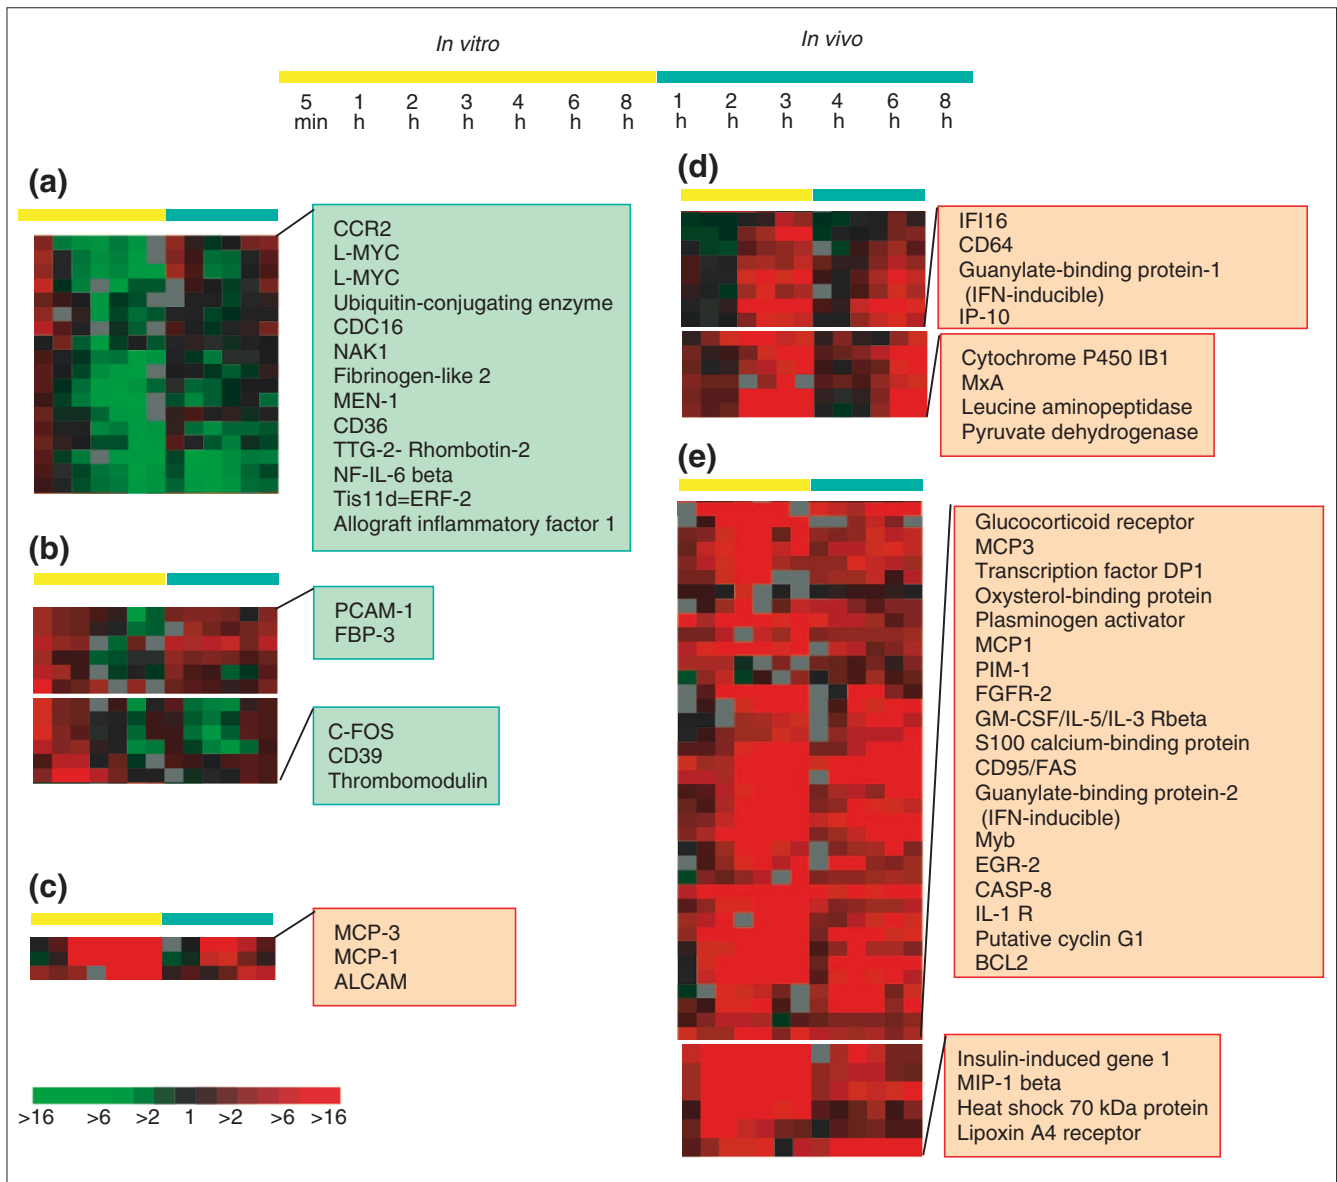 In vitro
In vivo
5 min
1 h
2 h
3 h
4 h
6 h
8 h
1 h
2 h
3 h
4 h
6 h
8 h
(a)
CCR2
L-MYC
L-MYC
Ubiquitin-conjugating enzyme
CDC16
NAK1
Fibrinogen-like 2
MEN-1
CD36
TTG-2- Rhombotin-2
NF-IL-6 beta
Tis11d=ERF-2
Allograft inflammatory factor 1
(b)
PCAM-1
FBP-3
C-FOS
CD39
Thrombomodulin
(c)
MCP-3
MCP-1
ALCAM
>16 >6 >2 1 >2 >6 >16
(d)
IFI16
CD64
Guanylate-binding protein-1
(IFN-inducible)
IP-10
Cytochrome P450 IB1
MxA
Leucine aminopeptidase
Pyruvate dehydrogenase
(e)
Glucocorticoid receptor
MCP3
Transcription factor DP1
Oxysterol-binding protein
Plasminogen activator
MCP1
PIM-1
FGFR-2
GM-CSF/IL-5/IL-3 Rbeta
S100 calcium-binding protein
CD95/FAS
Guanylate-binding protein-2
(IFN-inducible)
Myb
EGR-2
CASP-8
IL-1 R
Putative cyclin G1
BCL2
Insulin-induced gene 1
MIP-1 beta
Heat shock 70 kDa protein
Lipoxin A4 receptor